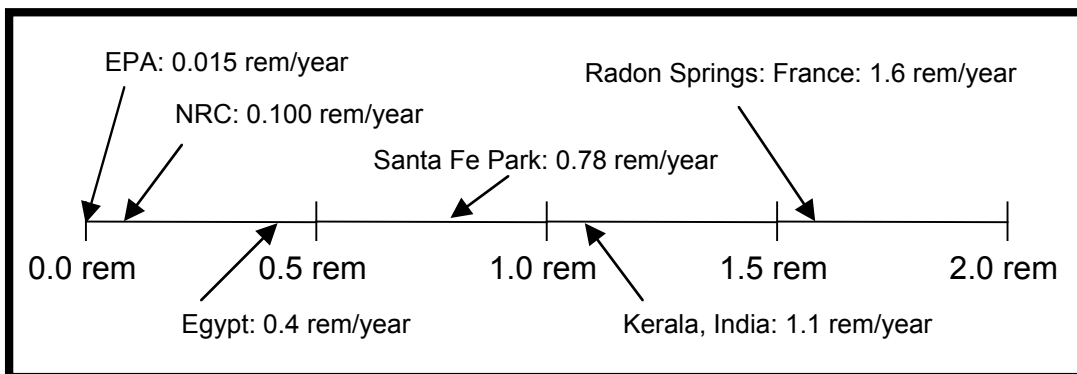 EPA: 0.015 rem/year
Radon Springs: France: 1.6 rem/year
NRC: 0.100 rem/year
Santa Fe Park: 0.78 rem/year
0.0 rem
0.5 rem
1.0 rem
1.5 rem
2.0 rem
Egypt: 0.4 rem/year
Kerala, India: 1.1 rem/year